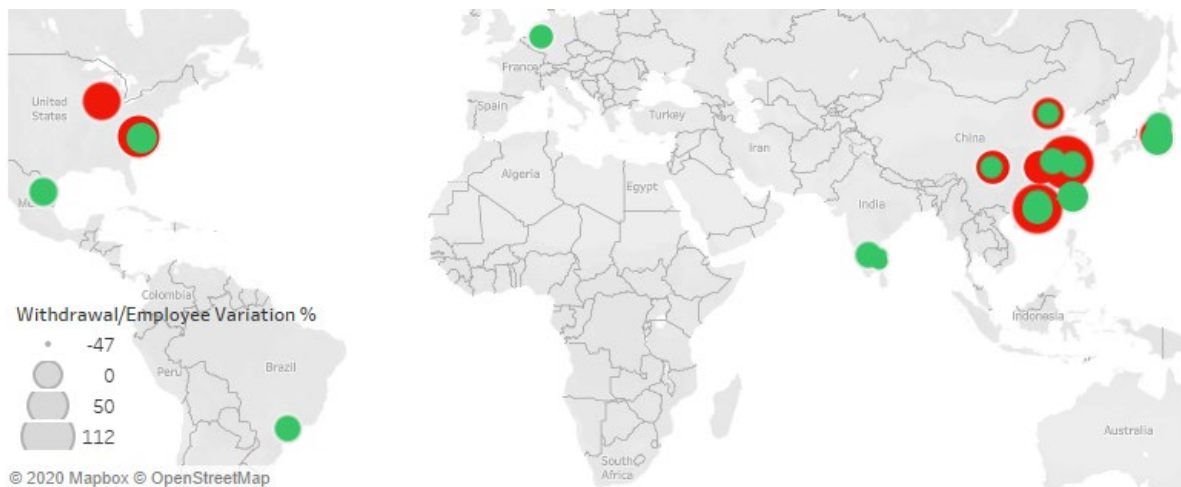 United
States
France
Spain
Turkey
China
Iran
Algeria
Egypt
India
Colombia
Withdrawal/Employee Variation %
-47
0
50
112
Indonesia
Peru
Brazil
Australia
South
Africa
© 2020 Mapbox © OpenStreetMap